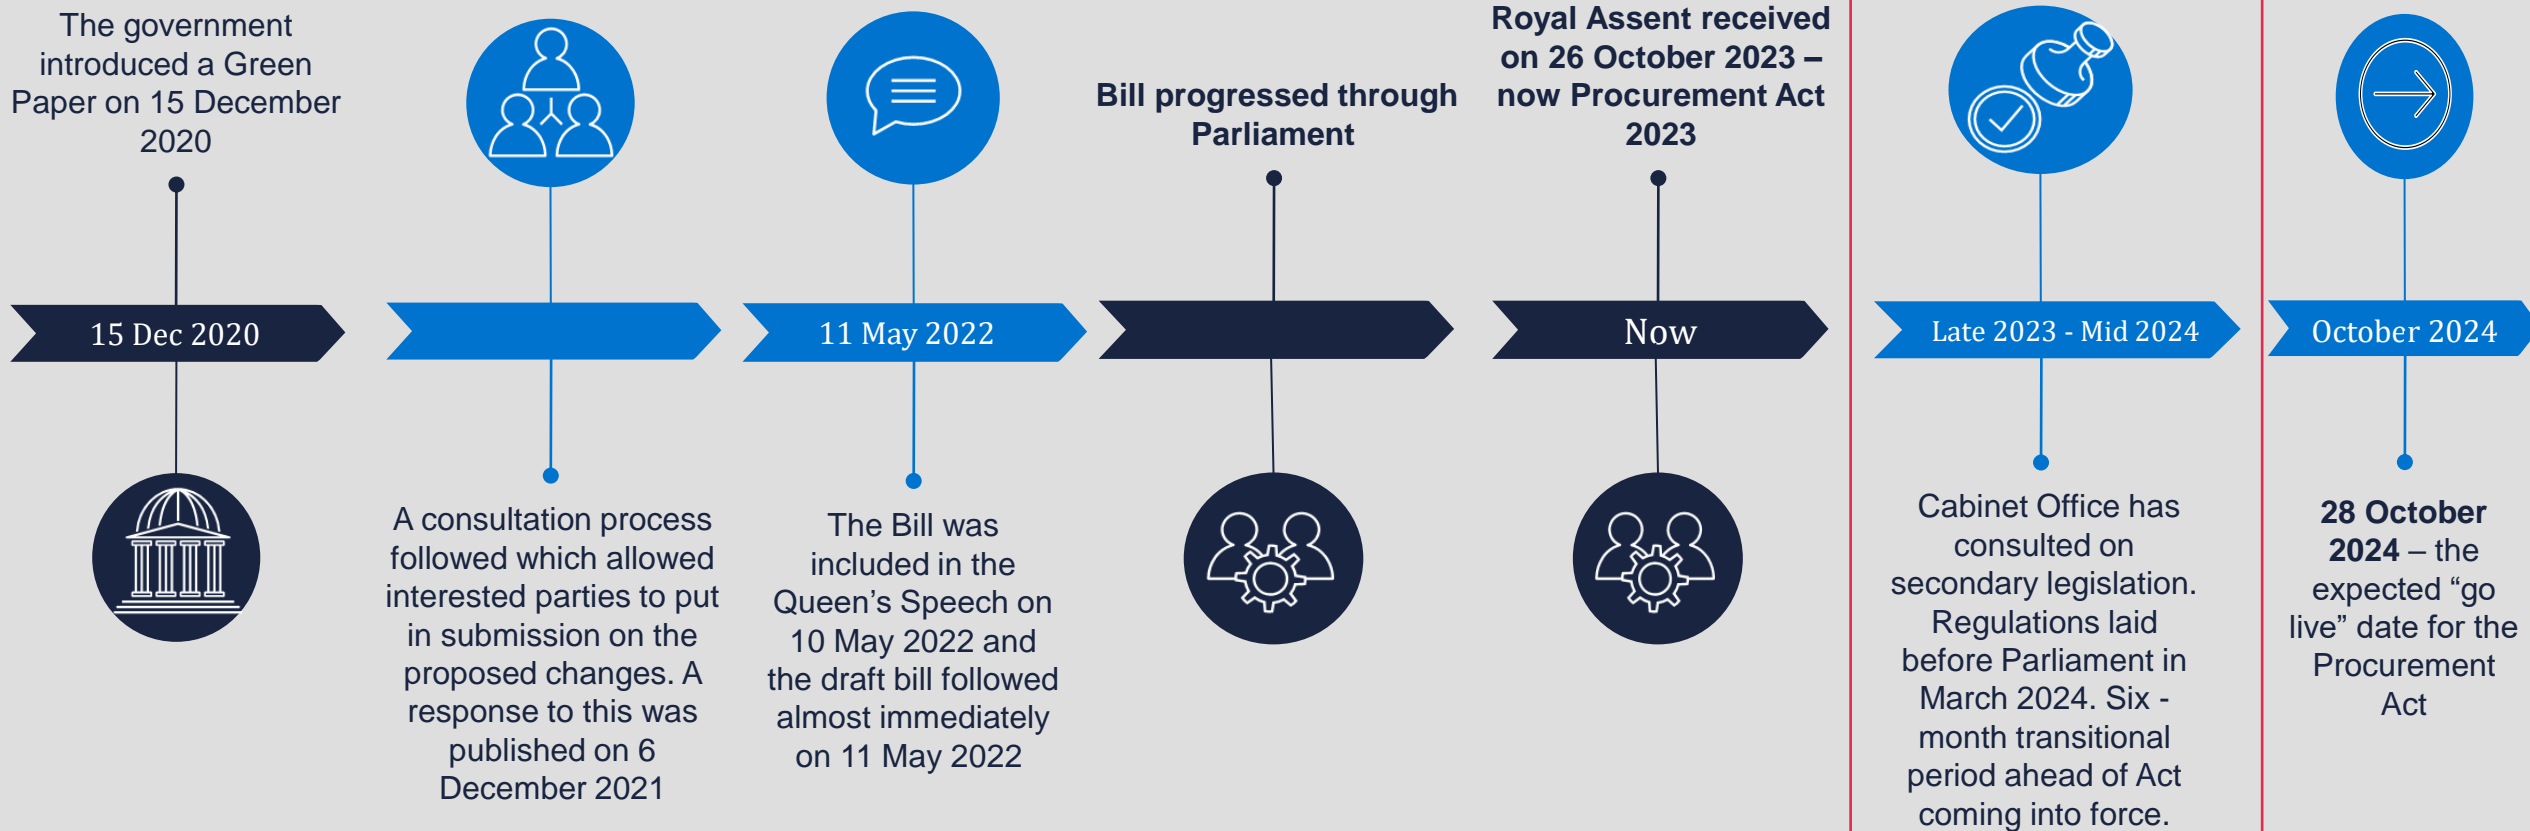 The government
introduced a Green
Paper on 15 December
2020
15 Dec 2020
A consultation process
followed which allowed
interested parties to put
in submission on the
proposed changes. A
response to this was
published on 6
December 2021
11 May 2022
The Bill was
included in the
Queen’s Speech on
10 May 2022 and
the draft bill followed
almost immediately
on 11 May 2022
Bill progressed through
Parliament
Royal Assent received
on 26 October 2023 –
now Procurement Act
2023
Now
Late 2023 - Mid 2024
Cabinet Office has
consulted on
secondary legislation.
Regulations laid
before Parliament in
March 2024. Six -
month transitional
period ahead of Act
coming into force.
October 2024
28 October
2024 – the
expected “go
live” date for the
Procurement
Act